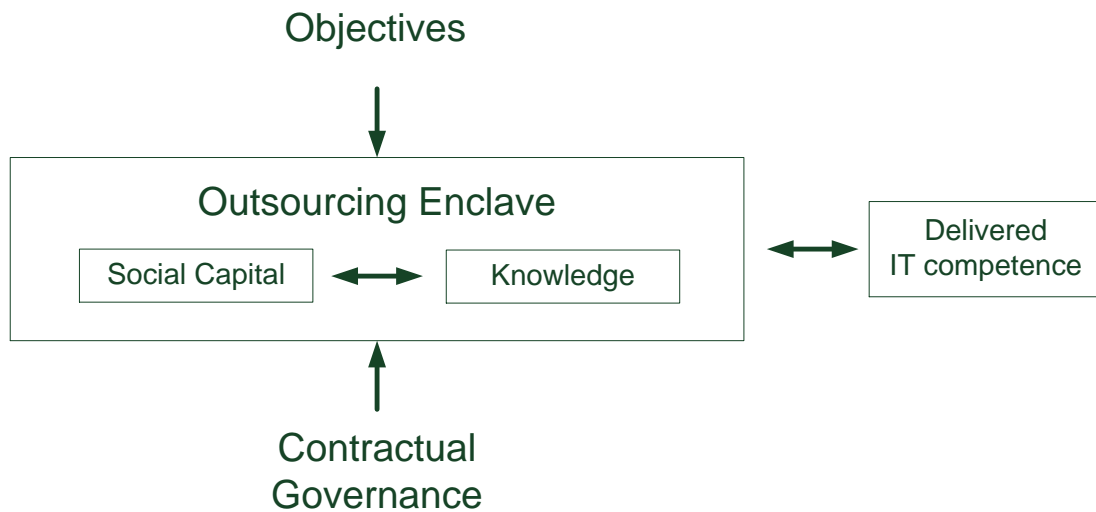 Objectives
Outsourcing Enclave
Social Capital
Knowledge
Delivered
IT competence
Contractual
Governance